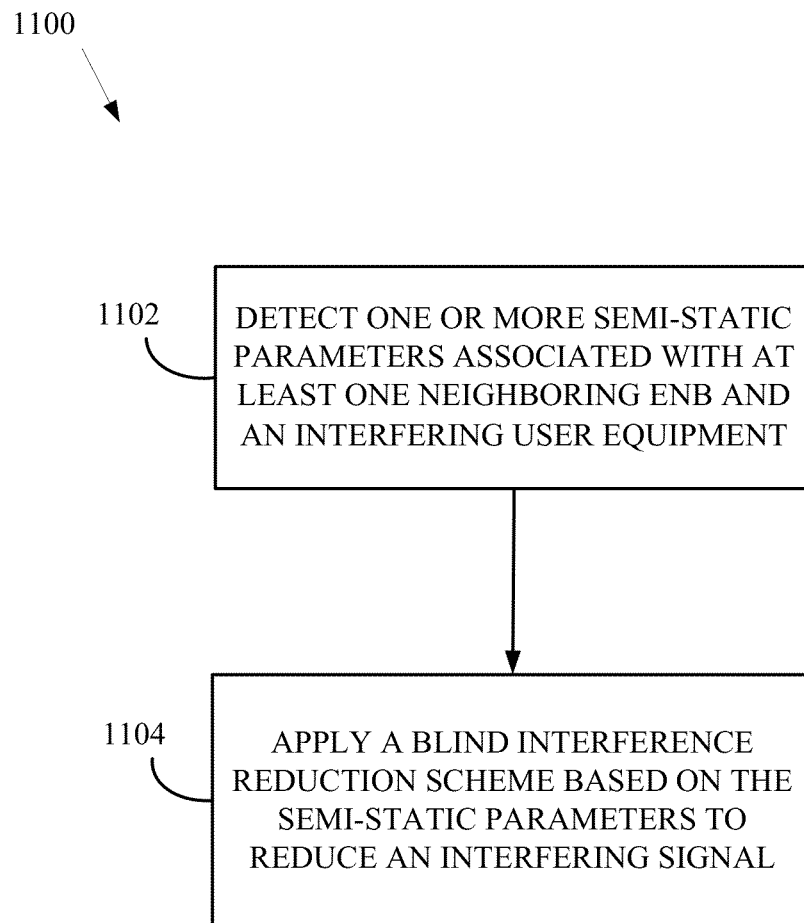 1100
1102
DETECT ONE OR MORE SEMI-STATIC
PARAMETERS ASSOCIATED WITH AT
LEAST ONE NEIGHBORING ENB AND
AN INTERFERING USER EQUIPMENT
1104
APPLY A BLIND INTERFERENCE
REDUCTION SCHEME BASED ON THE
SEMI-STATIC PARAMETERS TO
REDUCE AN INTERFERING SIGNAL